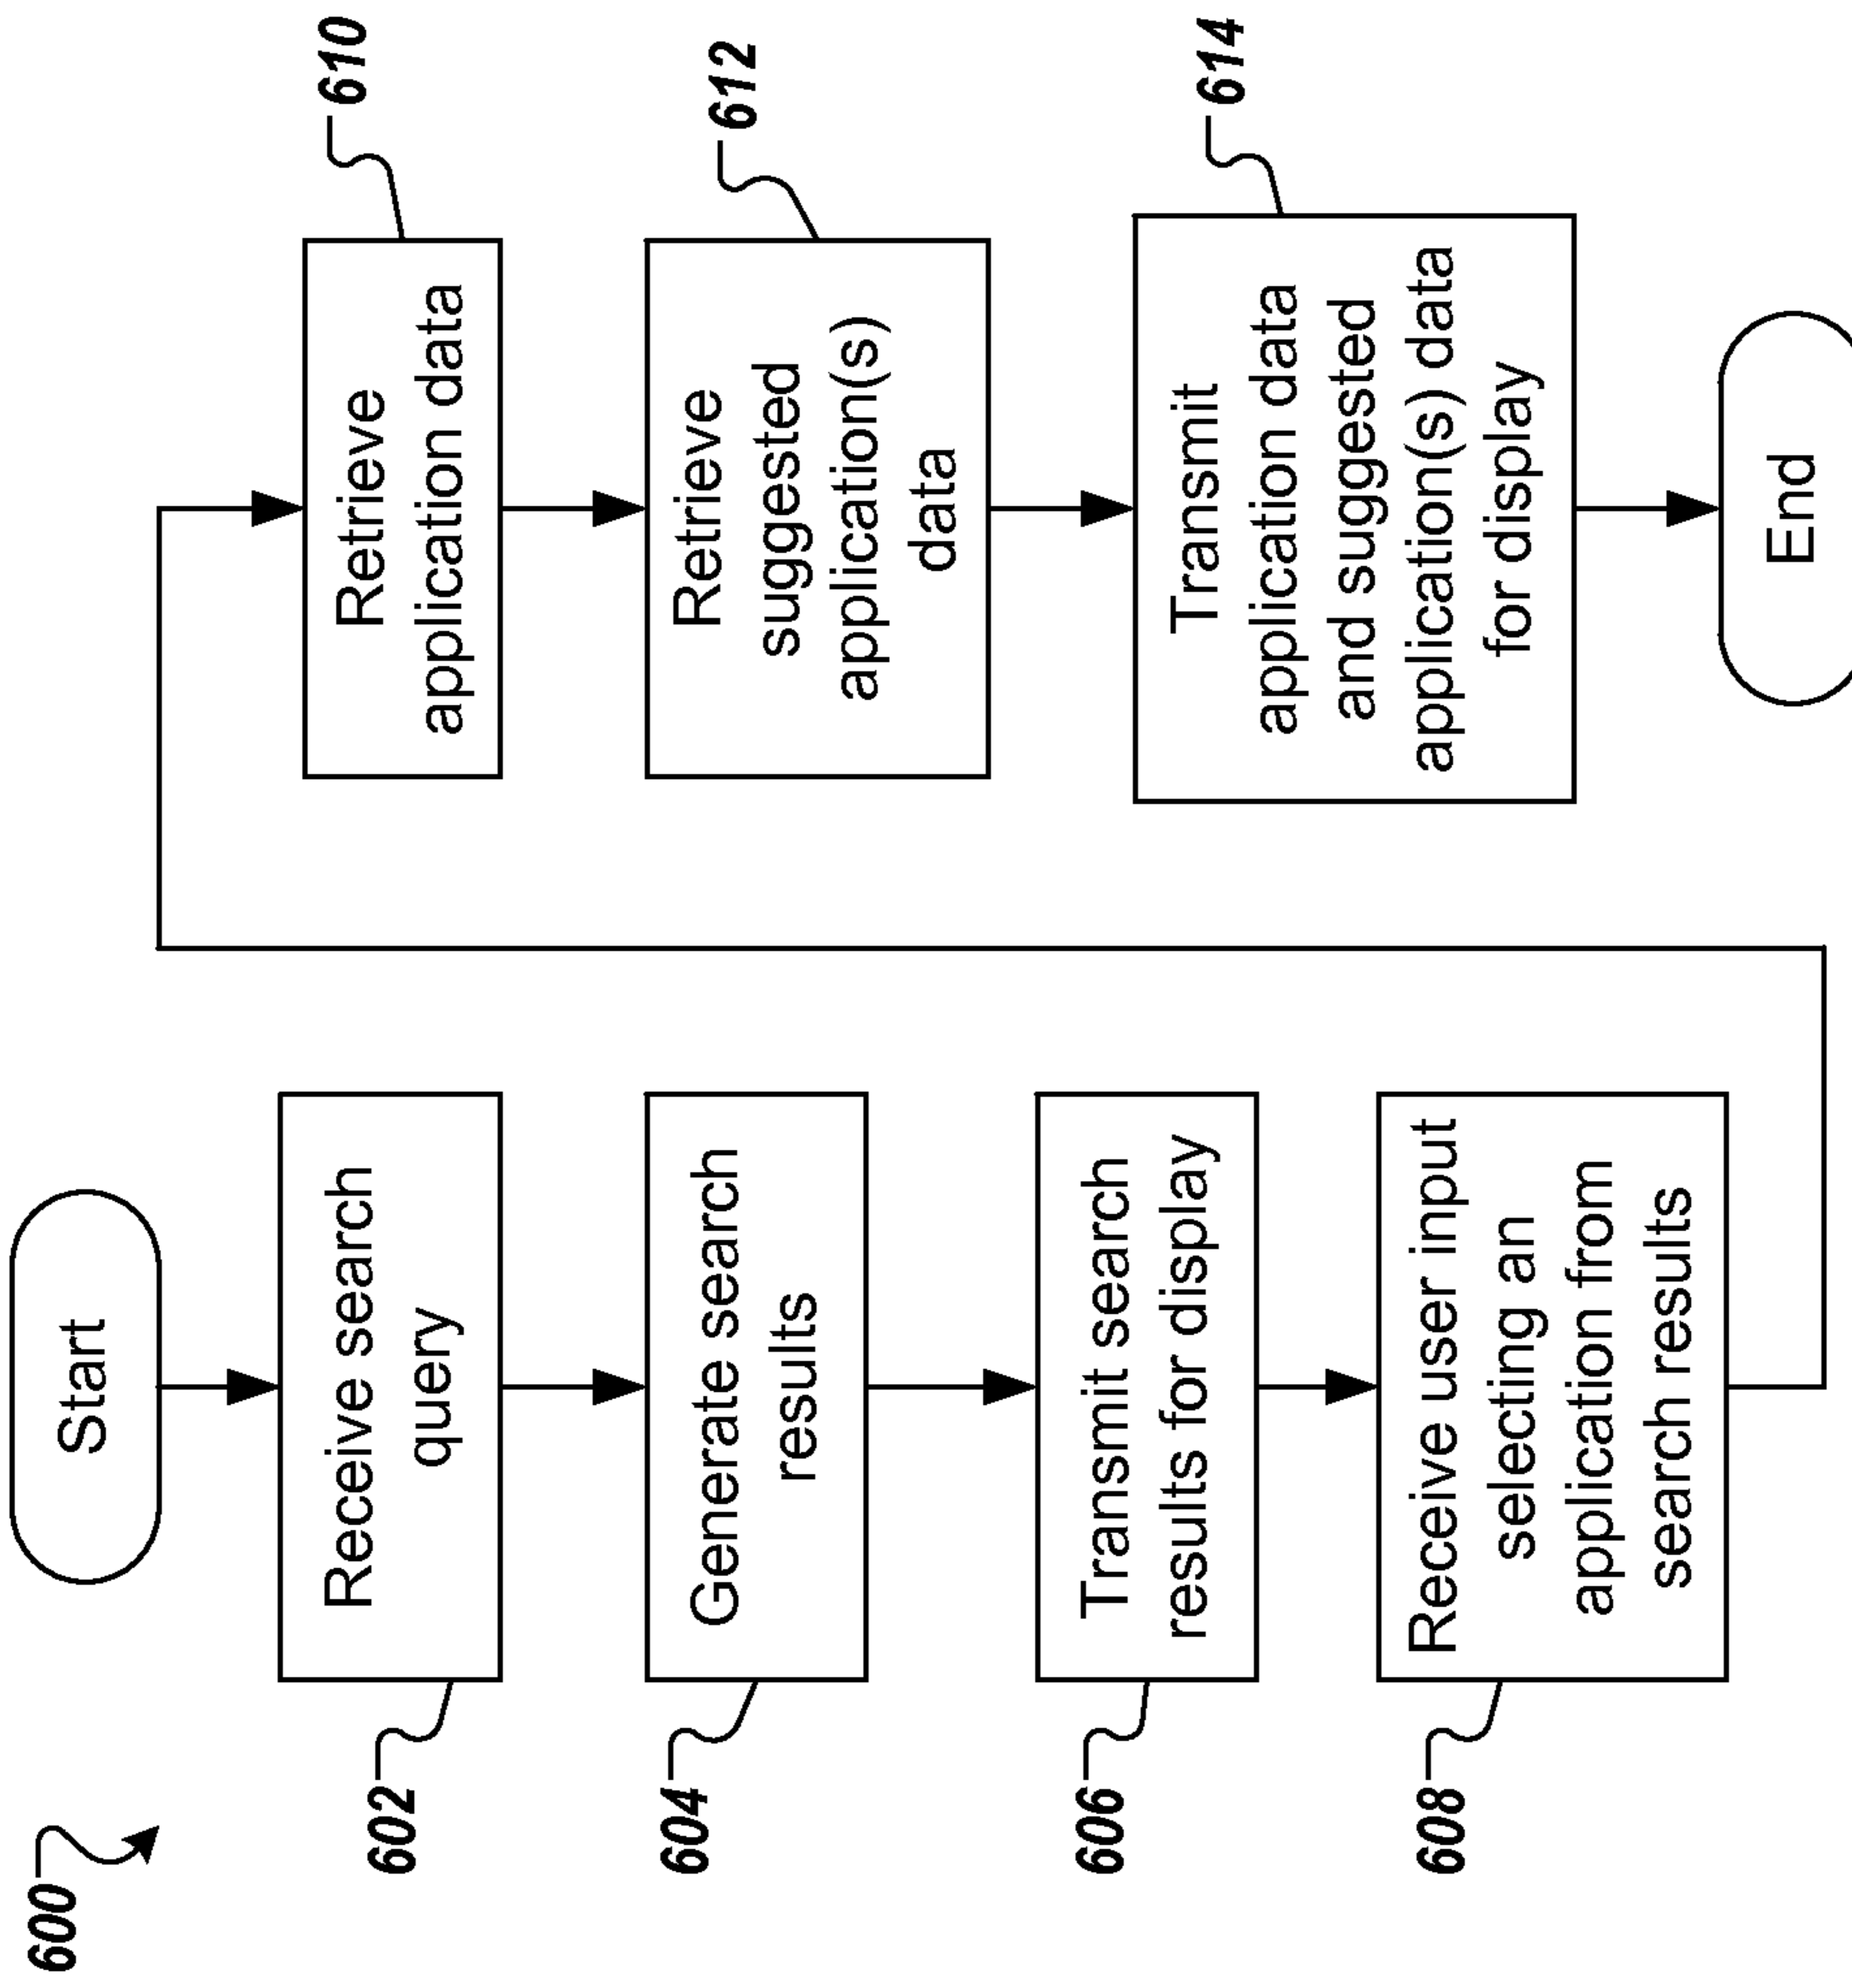 600
Start
602
Receive search
query
604
Generate search
results
606
Transmit search
results for display
608
Receive user input
selecting an
application from
search results
610
Retrieve
application data
612
Retrieve
suggested
application(s)
data
614
Transmit
application data
and suggested
application(s) data
for display
End